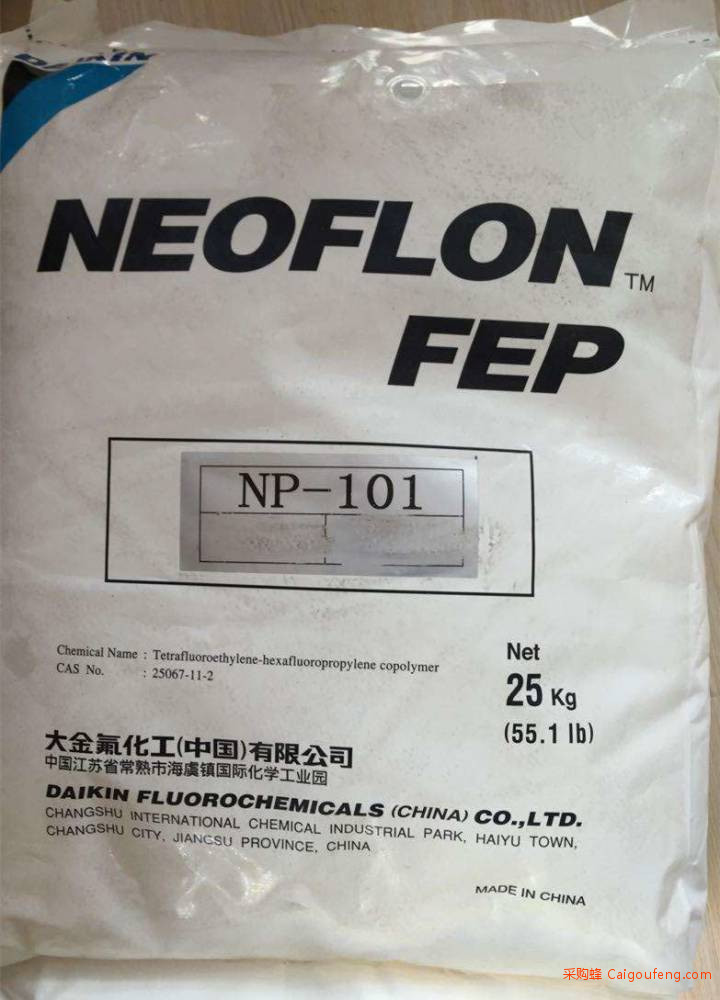 DAIKIN
NEOFLON™
FEP
NP-101
Chemical Name : Tetrafluoroethylene-hexafluoropropylene copolymer
CAS No. : 25067-11-2
Net
25 Kg
(55.1 lb)
大金氟化工(中国)有限公司
中国江苏省常熟市海虞镇国际化学工业园
DAIKIN FLUOROCHEMICALS (CHINA) CO.,LTD.
CHANGSHU INTERNATIONAL CHEMICAL INDUSTRIAL PARK, HAIYU TOWN,
CHANGSHU CITY, JIANGSU PROVINCE, CHINA
MADE IN CHINA
采购蜂 Caigoufeng.com